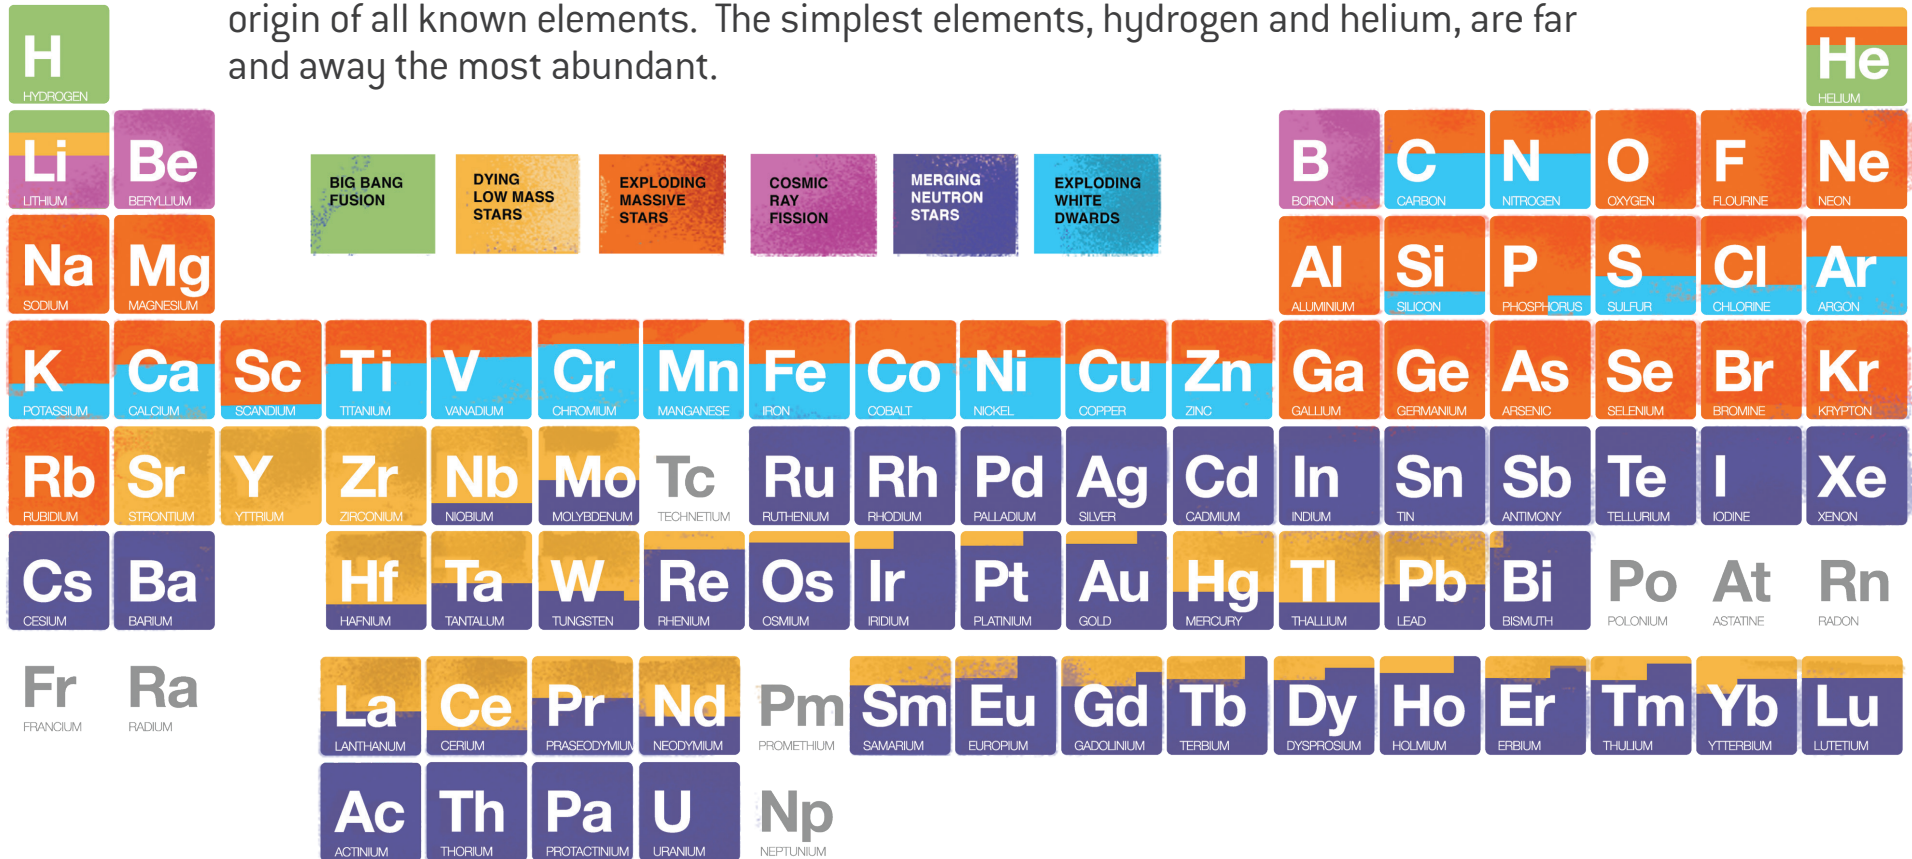 origin of all known elements. The simplest elements, hydrogen and helium, are far
and away the most abundant.
H
HYDROGEN
He
HELIUM
Li
LITHIUM
Be
BERYLLIUM
BIG BANG
FUSION
DYING
LOW MASS
STARS
EXPLODING
MASSIVE
STARS
COSMIC
RAY
FISSION
MERGING
NEUTRON
STARS
EXPLODING
WHITE
DWARDS
B
BORON
C
CARBON
N
NITROGEN
O
OXYGEN
F
FLOURINE
Ne
NEON
Na
SODIUM
Mg
MAGNESIUM
Al
ALUMINIUM
Si
SILICON
P
PHOSPHORUS
S
SULFUR
Cl
CHLORINE
Ar
ARGON
K
POTASSIUM
Ca
CALCIUM
Sc
SCANDIUM
Ti
TITANIUM
V
VANADIUM
Cr
CHROMIUM
Mn
MANGANESE
Fe
IRON
Co
COBALT
Ni
NICKEL
Cu
COPPER
Zn
ZINC
Ga
GALLIUM
Ge
GERMANIUM
As
ARSENIC
Se
SELENIUM
Br
BROMINE
Kr
KRYPTON
Rb
RUBIDIUM
Sr
STRONTIUM
Y
YTTRIUM
Zr
ZIRCONIUM
Nb
NIOBIUM
Mo
MOLYBDENUM
Tc
TECHNETIUM
Ru
RUTHENIUM
Rh
RHODIUM
Pd
PALLADIUM
Ag
SILVER
Cd
CADMIUM
In
INDIUM
Sn
TIN
Sb
ANTIMONY
Te
TELLURIUM
I
IODINE
Xe
XENON
Cs
CESIUM
Ba
BARIUM
Hf
HAFNIUM
Ta
TANTALUM
W
TUNGSTEN
Re
RHENIUM
Os
OSMIUM
Ir
IRIDIUM
Pt
PLATINUM
Au
GOLD
Hg
MERCURY
Tl
THALLIUM
Pb
LEAD
Bi
BISMUTH
Po
POLONIUM
At
ASTATINE
Rn
RADON
Fr
FRANCIUM
Ra
RADIUM
La
LANTHANUM
Ce
CERIUM
Pr
PRASEODYMIUM
Nd
NEODYMIUM
Pm
PROMETHIUM
Sm
SAMARIUM
Eu
EUROPIUM
Gd
GADOLINIUM
Tb
TERBIUM
Dy
DYSPROSIUM
Ho
HOLMIUM
Er
ERBIUM
Tm
THULIUM
Yb
YTTERBIUM
Lu
LUTETIUM
Ac
ACTINIUM
Th
THORIUM
Pa
PROTACTINIUM
U
URANIUM
Np
NEPTUNIUM